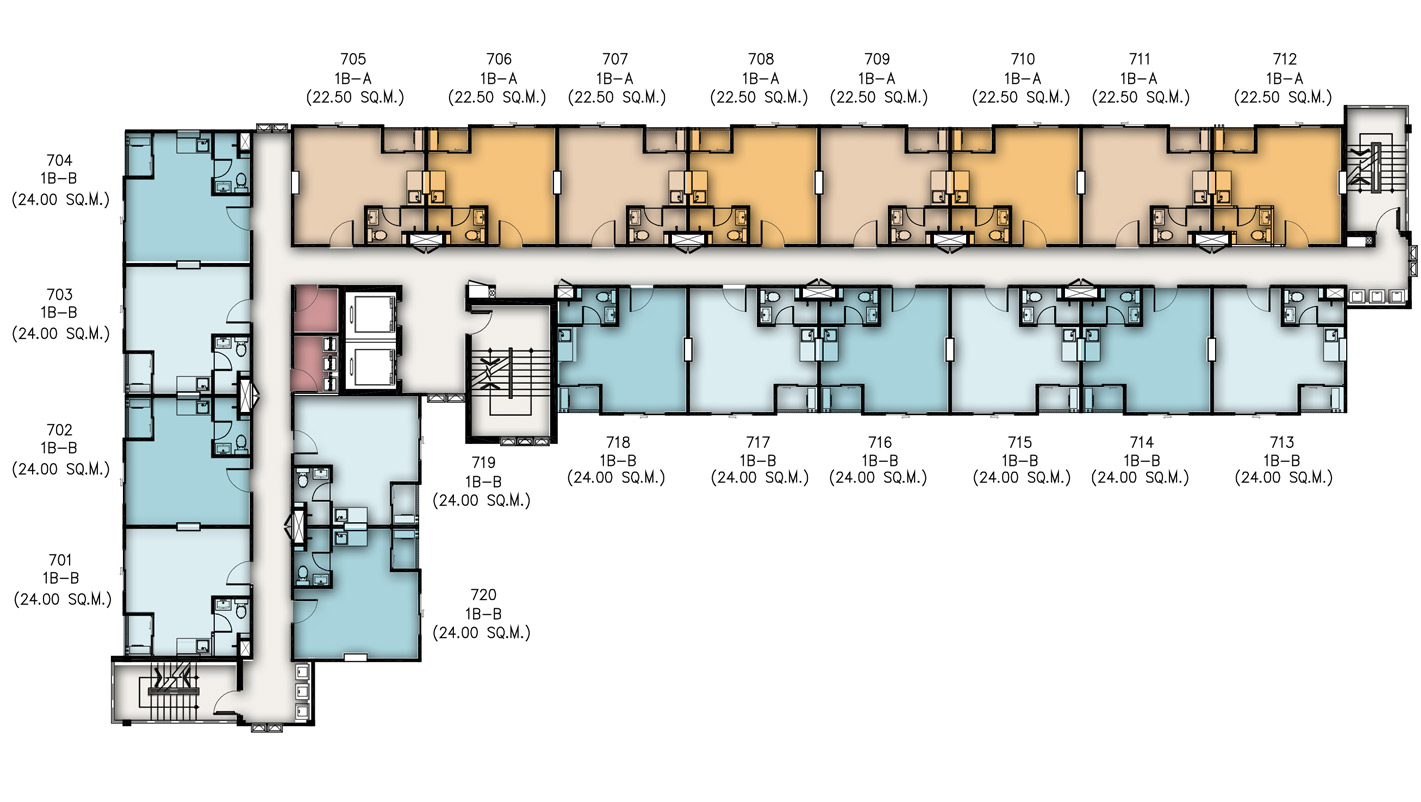 705
1B-A
(22.50 SQ.M.)
706
1B-A
(22.50 SQ.M.)
707
1B-A
(22.50 SQ.M.)
708
1B-A
(22.50 SQ.M.)
709
1B-A
(22.50 SQ.M.)
710
1B-A
(22.50 SQ.M.)
711
1B-A
(22.50 SQ.M.)
712
1B-A
(22.50 SQ.M.)
704
1B-B
(24.00 SQ.M.)
703
1B-B
(24.00 SQ.M.)
702
1B-B
(24.00 SQ.M.)
701
1B-B
(24.00 SQ.M.)
719
1B-B
(24.00 SQ.M.)
720
1B-B
(24.00 SQ.M.)
718
1B-B
(24.00 SQ.M.)
717
1B-B
(24.00 SQ.M.)
716
1B-B
(24.00 SQ.M.)
715
1B-B
(24.00 SQ.M.)
714
1B-B
(24.00 SQ.M.)
713
1B-B
(24.00 SQ.M.)